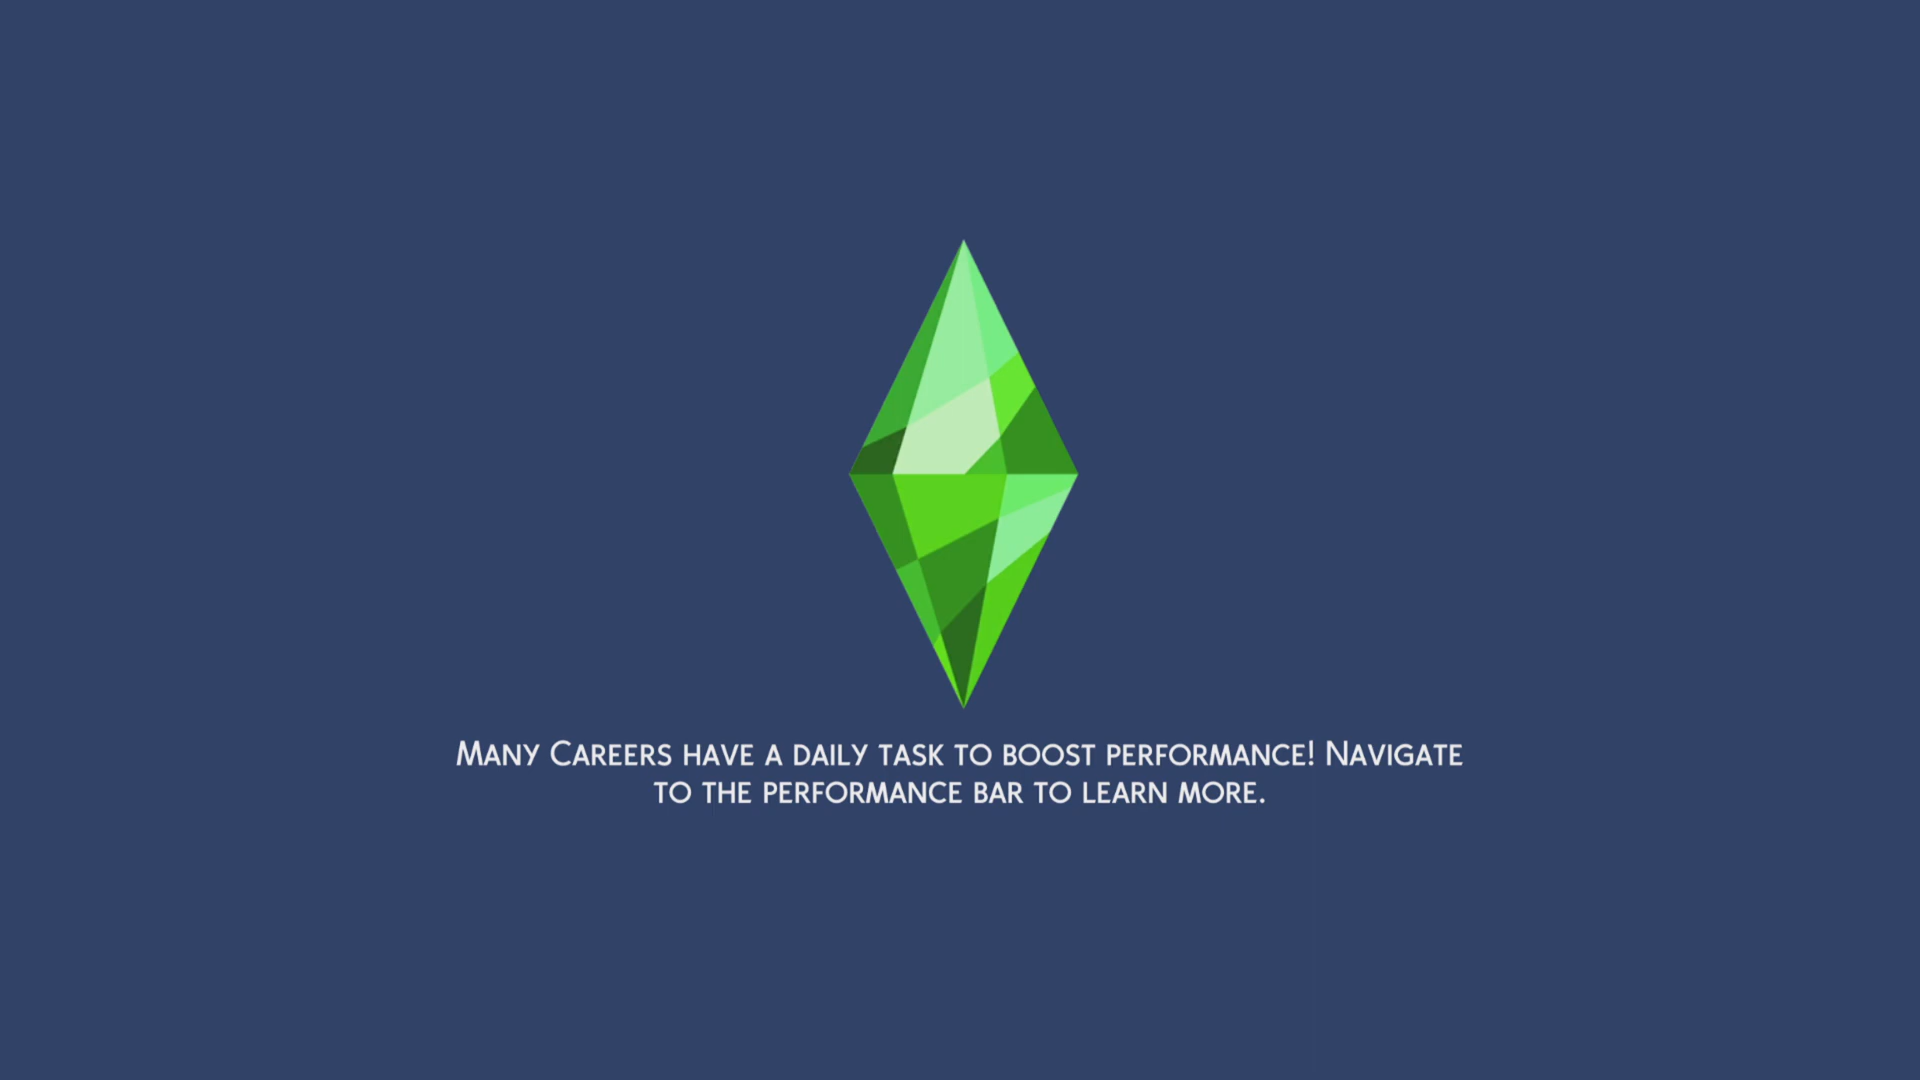 Many Careers have a daily task to boost performance! Navigate
to the performance bar to learn more.